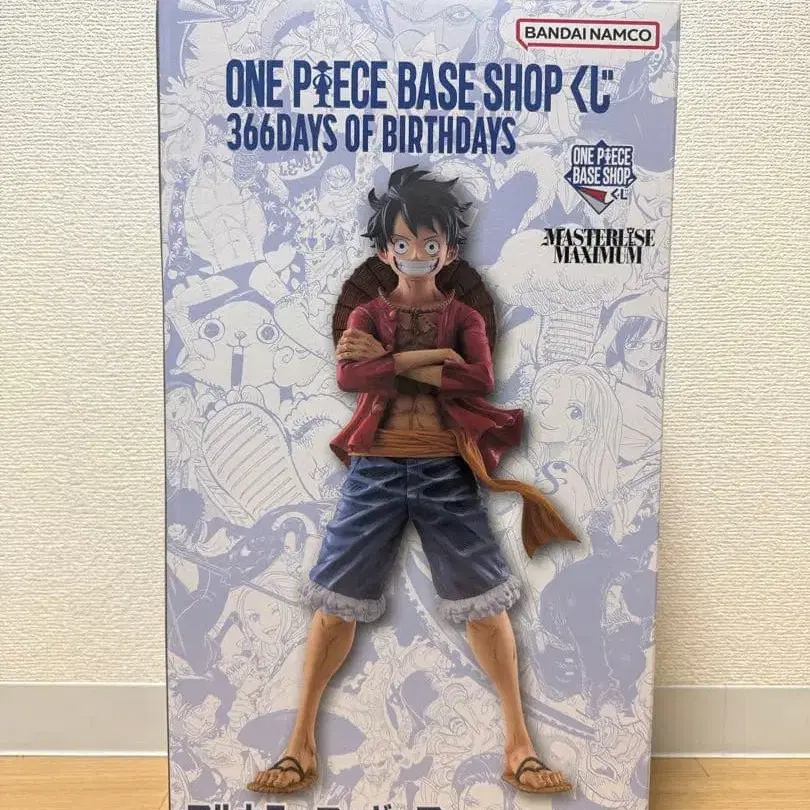 BANDAI NAMCO
ONE PIECE BASE SHOP くじ
366DAYS OF BIRTHDAYS
ONE PIECE
BASE SHOP
くじ
MASTERLISE
MAXIMUM